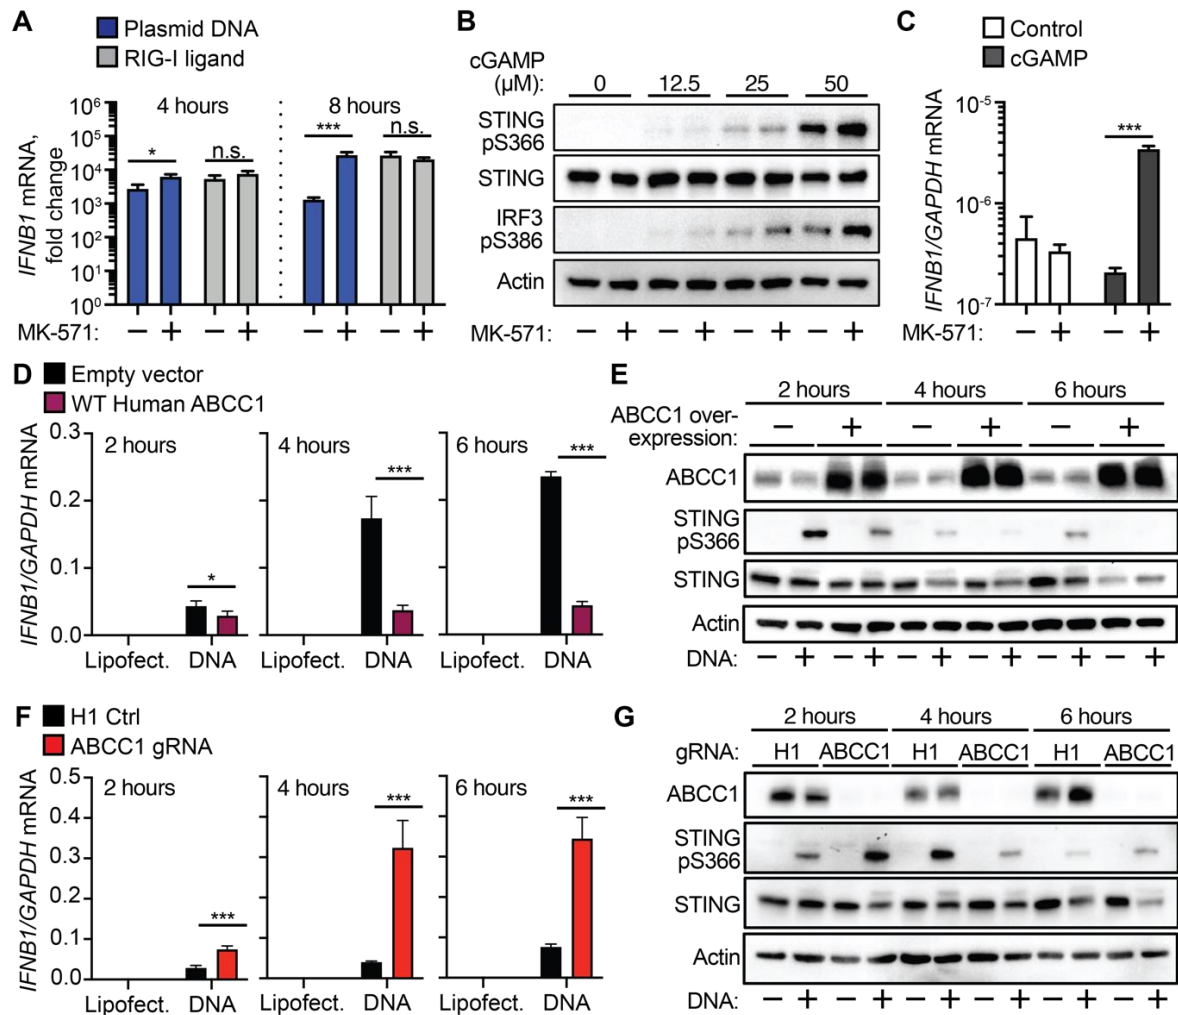 A
Plasmid DNA
RIG-I ligand
IFNB1 mRNA,
fold change
10⁶
10⁵
10⁴
10³
10²
10¹
10⁰
4 hours
8 hours
*
n.s.
***
n.s.
MK-571: − + − + − + − +
B
cGAMP
(µM): 0 12.5 25 50
STING
pS366
STING
IRF3
pS386
Actin
MK-571: − + − + − + − +
C
Control
cGAMP
IFNB1/GAPDH mRNA
10-5
10-6
10-7
***
MK-571: − + − +
D
Empty vector
WT Human ABCC1
IFNB1/GAPDH mRNA
0.3
0.2
0.1
0.0
2 hours
4 hours
6 hours
*
***
***
Lipofect. DNA Lipofect. DNA Lipofect. DNA
E
2 hours 4 hours 6 hours
ABCC1 over-
expression: − + − + − +
ABCC1
STING
pS366
STING
Actin
DNA: − + − + − + − + − + − +
F
H1 Ctrl
ABCC1 gRNA
IFNB1/GAPDH mRNA
0.5
0.4
0.3
0.2
0.1
0.0
2 hours
4 hours
6 hours
***
***
***
Lipofect. DNA Lipofect. DNA Lipofect. DNA
G
2 hours 4 hours 6 hours
gRNA: H1 ABCC1 H1 ABCC1 H1 ABCC1
ABCC1
STING
pS366
STING
Actin
DNA: − + − + − + − + − + − +